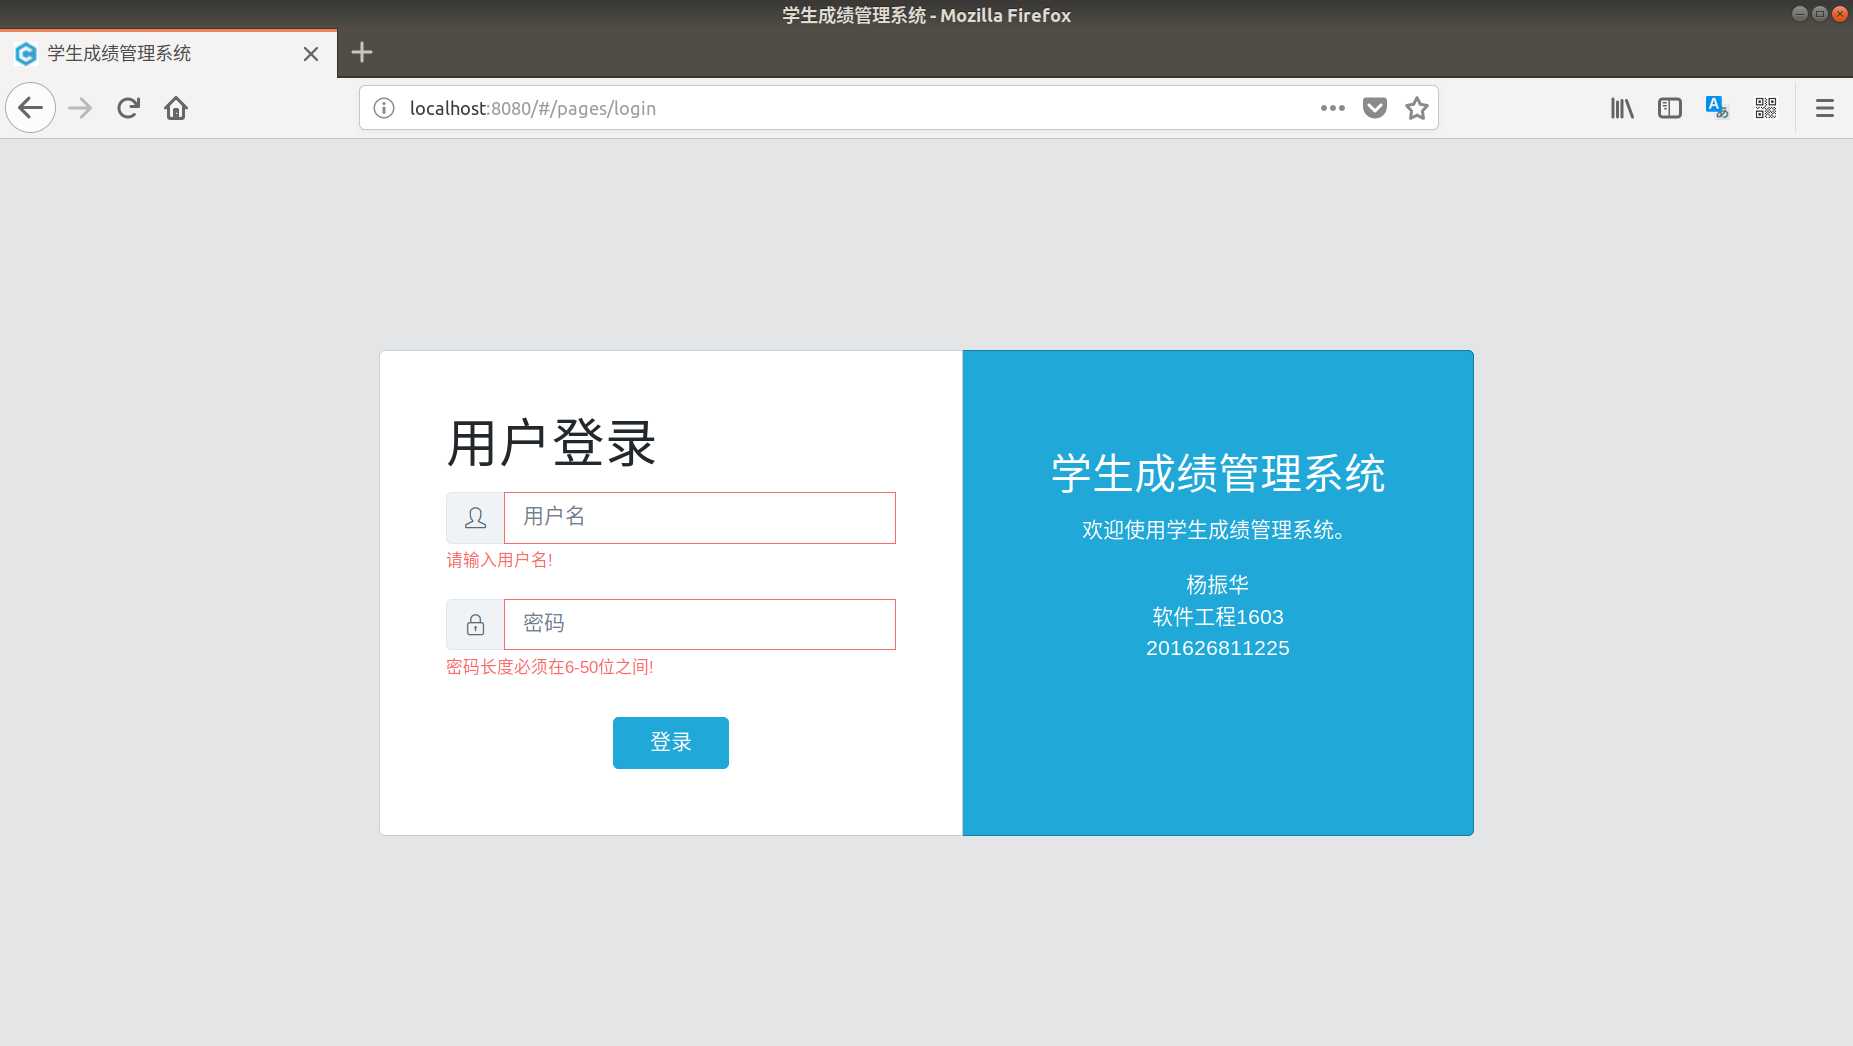 学生成绩管理系统 - Mozilla Firefox
学生成绩管理系统
localhost:8080/#/pages/login
用户登录
用户名
请输入用户名!
密码
密码长度必须在6-50位之间!
登录
学生成绩管理系统
欢迎使用学生成绩管理系统。
杨振华
软件工程1603
201626811225